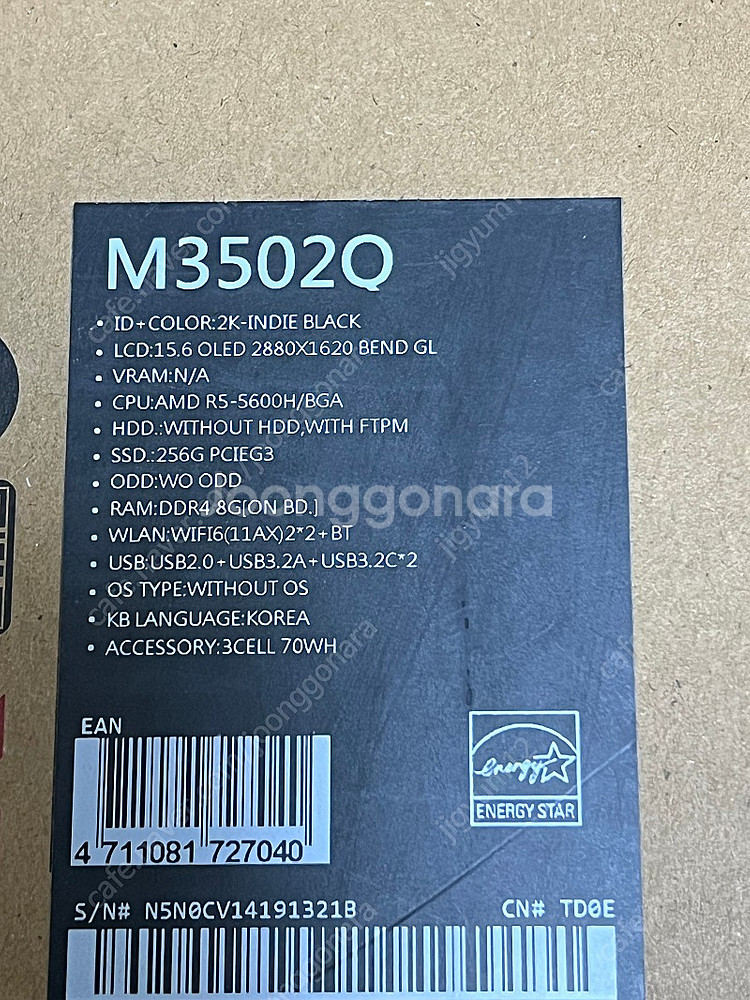 M3502Q
• ID+COLOR:2K-INDIE BLACK
• LCD:15.6 OLED 2880X1620 BEND GL
• VRAM:N/A
• CPU:AMD R5-5600H/BGA
• HDD.:WITHOUT HDD,WITH FTPM
• SSD.:256G PCIEG3
• ODD:WO ODD
• RAM:DDR4 8G[ON BD.]
joonggonara
• WLAN:WIFI6(11AX)2*2+BT
• USB:USB2.0+USB3.2A+USB3.2C*2
• OS TYPE:WITHOUT OS
• KB LANGUAGE:KOREA
• ACCESSORY:3CELL 70WH
EAN
4 711081 727040
energy
ENERGY STAR
S/N# N5N0CV14191321B
CN# TD0E